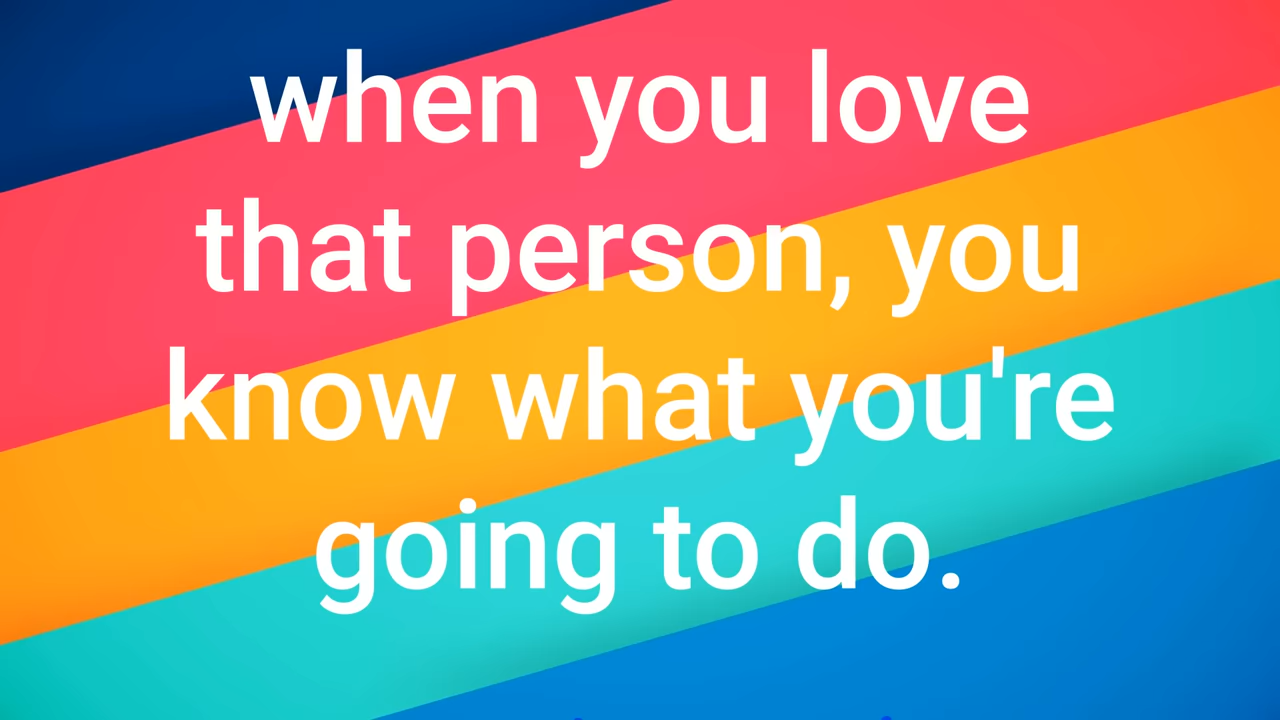 when you love
that person, you
know what you're
going to do.